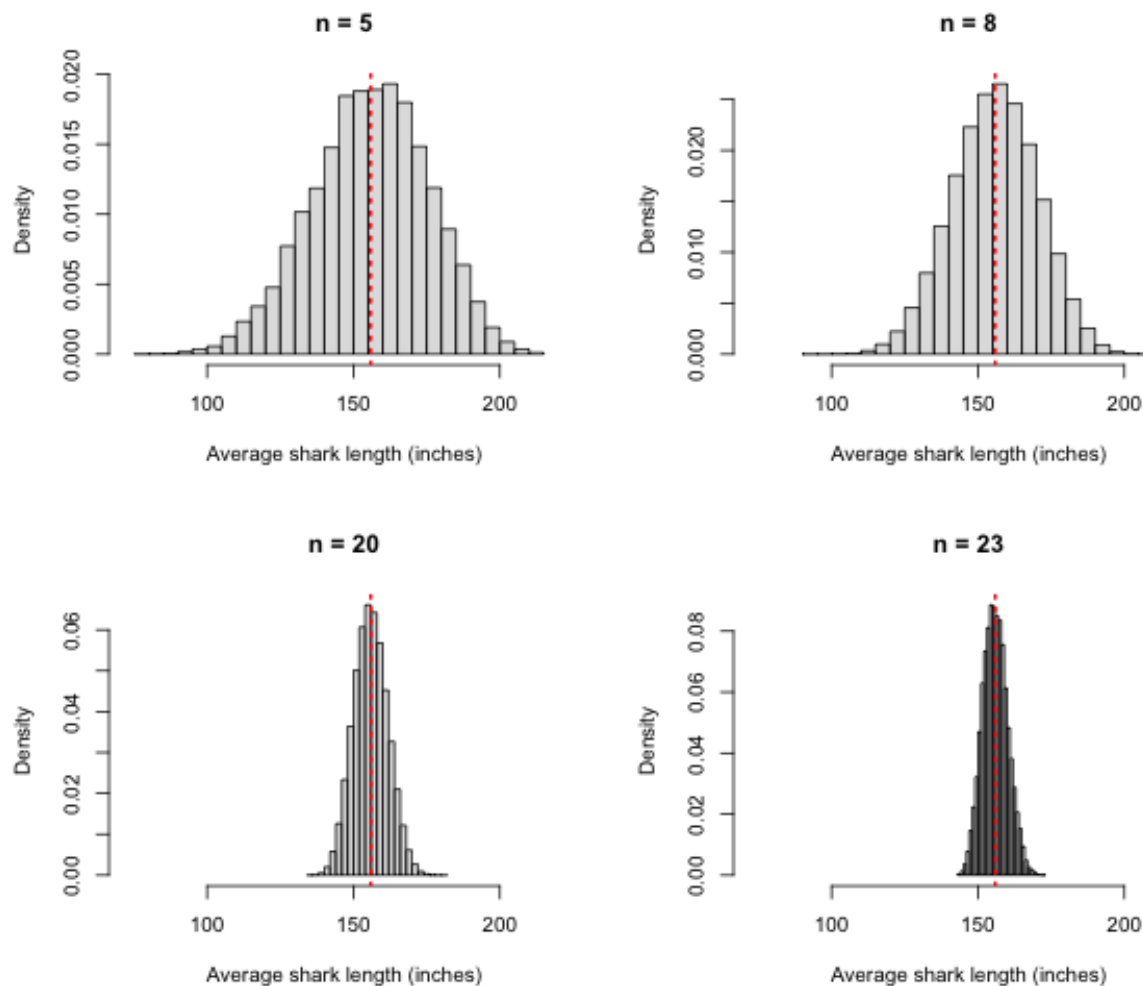 n = 5
0.020
0.015
0.010
0.005
0.000
Density
100 150 200
Average shark length (inches)
n = 8
0.020
0.010
0.000
Density
100 150 200
Average shark length (inches)
n = 20
0.06
0.04
0.02
0.00
Density
100 150 200
Average shark length (inches)
n = 23
0.08
0.06
0.04
0.02
0.00
Density
100 150 200
Average shark length (inches)